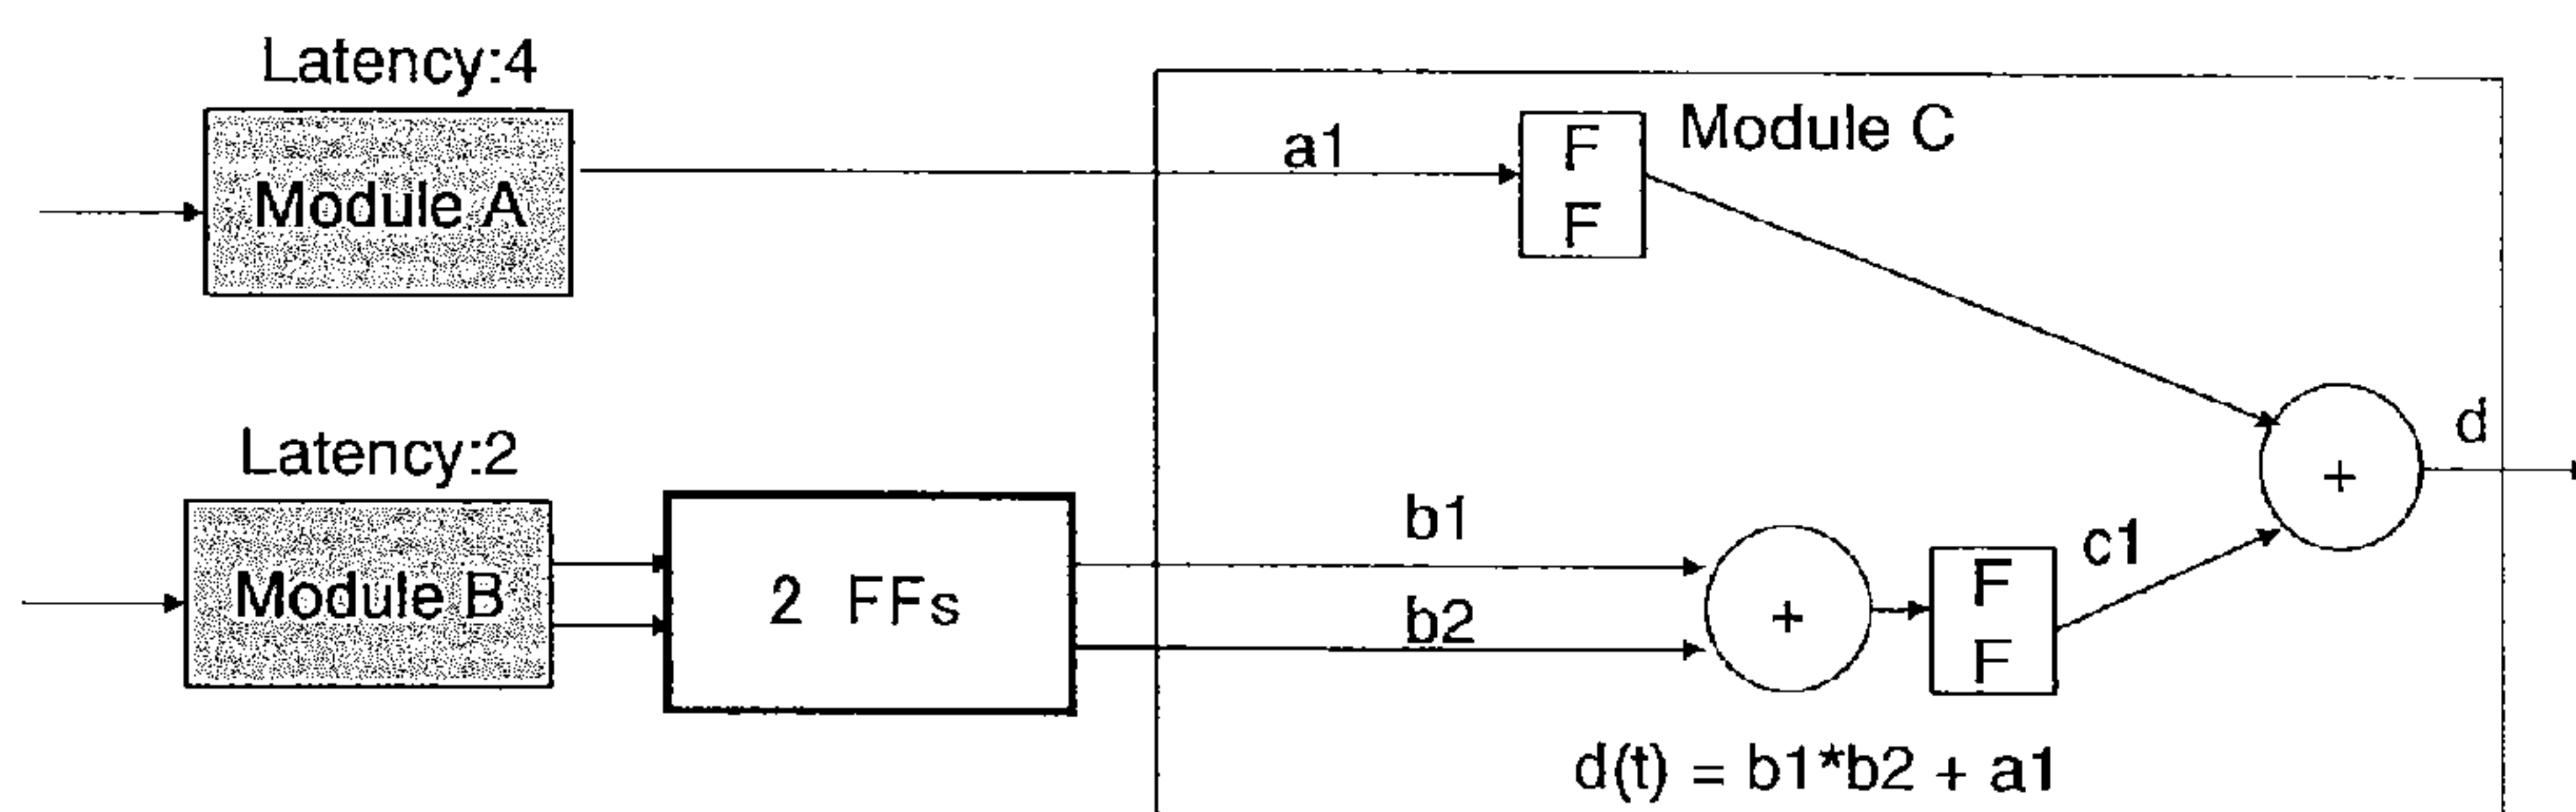 Latency:4
Module A
a1
F
F
Module C
d
Latency:2
Module B
2 FFs
b1
b2
+
F
F
c1
+
d(t) = b1*b2 + a1